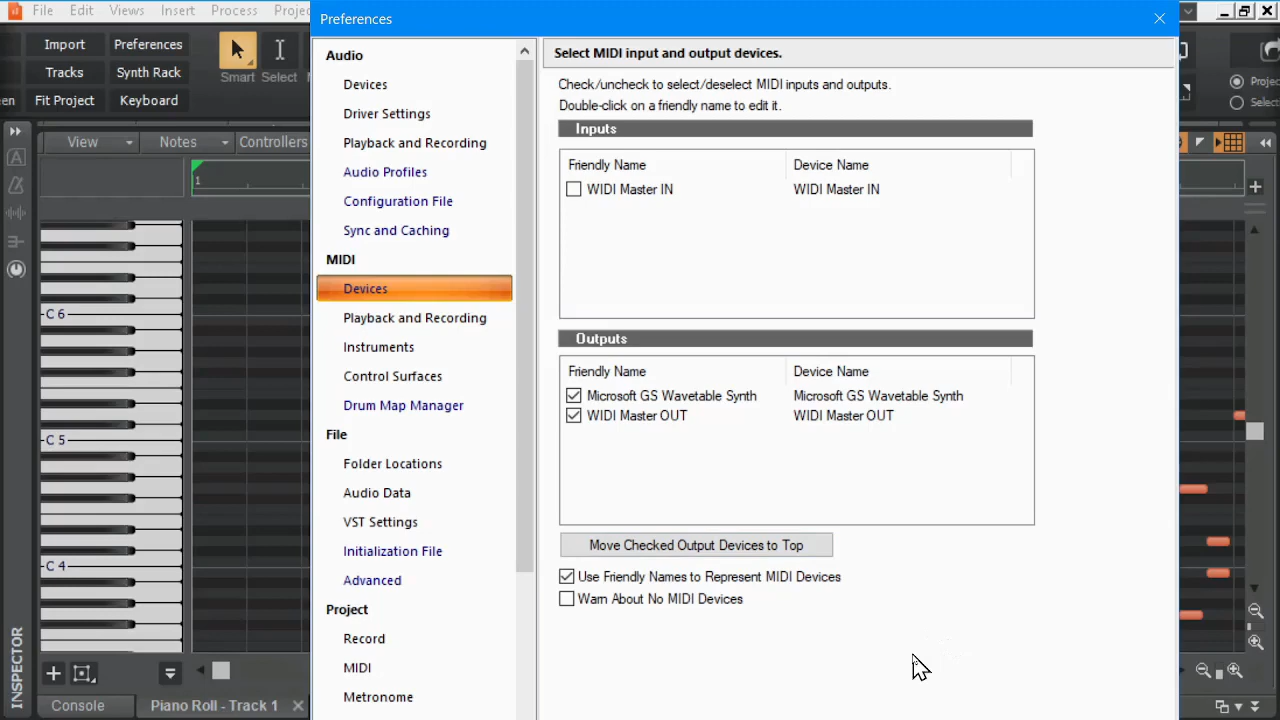 File Edit Views Insert Process
Preferences
Import Preferences
Tracks Synth Rack
Fit Project Keyboard
Smart Select
View Notes Controllers
1
C 6
C 5
C 4
INSPECTOR
Console Piano Roll - Track 1
Audio
Devices
Driver Settings
Playback and Recording
Audio Profiles
Configuration File
Sync and Caching
MIDI
Devices
Playback and Recording
Instruments
Control Surfaces
Drum Map Manager
File
Folder Locations
Audio Data
VST Settings
Initialization File
Advanced
Project
Record
MIDI
Metronome
Select MIDI input and output devices.
Check/uncheck to select/deselect MIDI inputs and outputs.
Double-click on a friendly name to edit it.
Inputs
Friendly Name Device Name
WIDI Master IN WIDI Master IN
Outputs
Friendly Name Device Name
Microsoft GS Wavetable Synth Microsoft GS Wavetable Synth
WIDI Master OUT WIDI Master OUT
Move Checked Output Devices to Top
Use Friendly Names to Represent MIDI Devices
Warn About No MIDI Devices